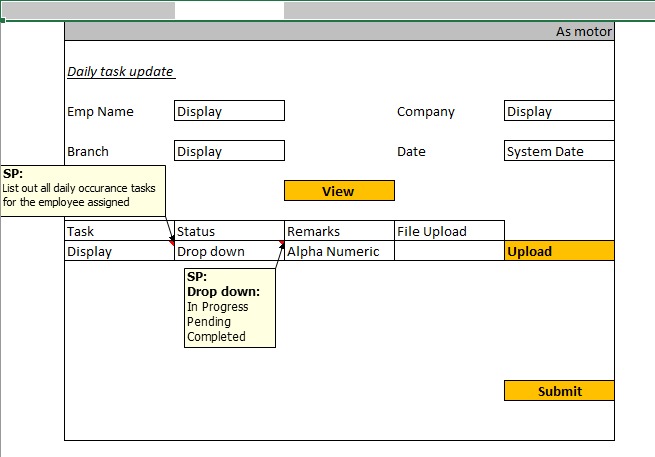 As motor
Daily task update
Emp Name Display Company Display
Branch Display Date System Date
SP:
List out all daily occurance tasks
for the employee assigned
View
Task Status Remarks File Upload
Display Drop down Alpha Numeric Upload
SP:
Drop down:
In Progress
Pending
Completed
Submit